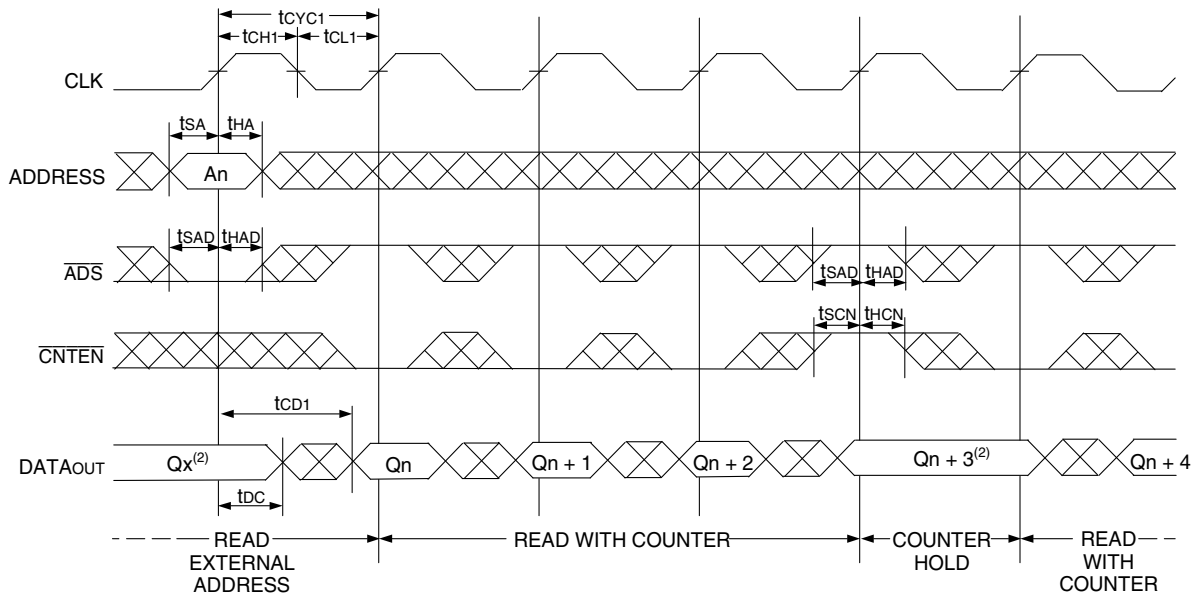 tCYC1
tCH1 tCL1
CLK
tSA tHA
ADDRESS An
tSAD tHAD
ADS
tSAD tHAD
tSCN tHCN
CNTEN
tCD1
DATAOUT Qx(2) Qn Qn + 1 Qn + 2 Qn + 3(2) Qn + 4
tDC
READ EXTERNAL ADDRESS
READ WITH COUNTER
COUNTER HOLD
READ WITH COUNTER